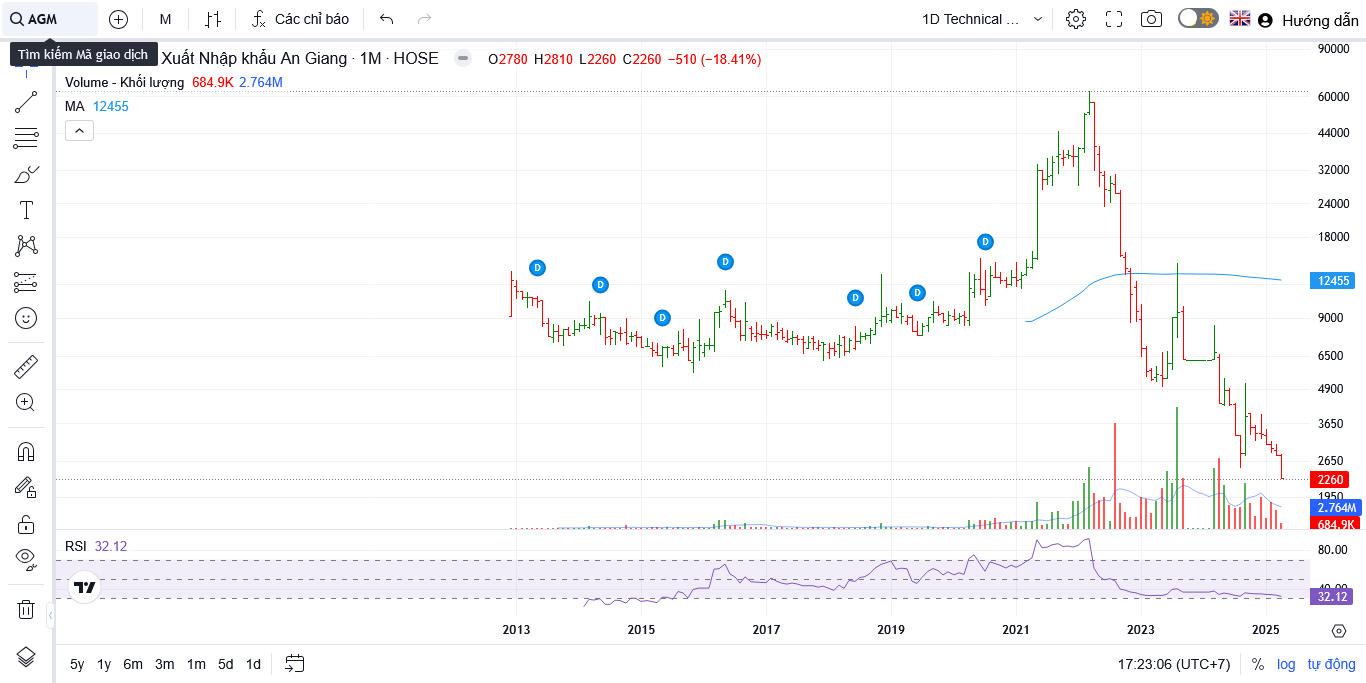 AGM
M
Các chỉ báo
1D Technical ...
Hướng dẫn
Tìm kiếm Mã giao dịch
Xuất Nhập khẩu An Giang · 1M · HOSE
O2780 H2810 L2260 C2260 −510 (−18.41%)
Volume - Khối lượng 684.9K 2.764M
MA 12455
90000
60000
44000
32000
24000
18000
12455
9000
6500
4900
3650
2650
2260
1950
2.764M
684.9K
D
D
D
D
D
D
D
RSI 32.12
80.00
40.00
32.12
2013 2015 2017 2019 2021 2023 2025
5y 1y 6m 3m 1m 5d 1d
17:23:06 (UTC+7)
% log tự động